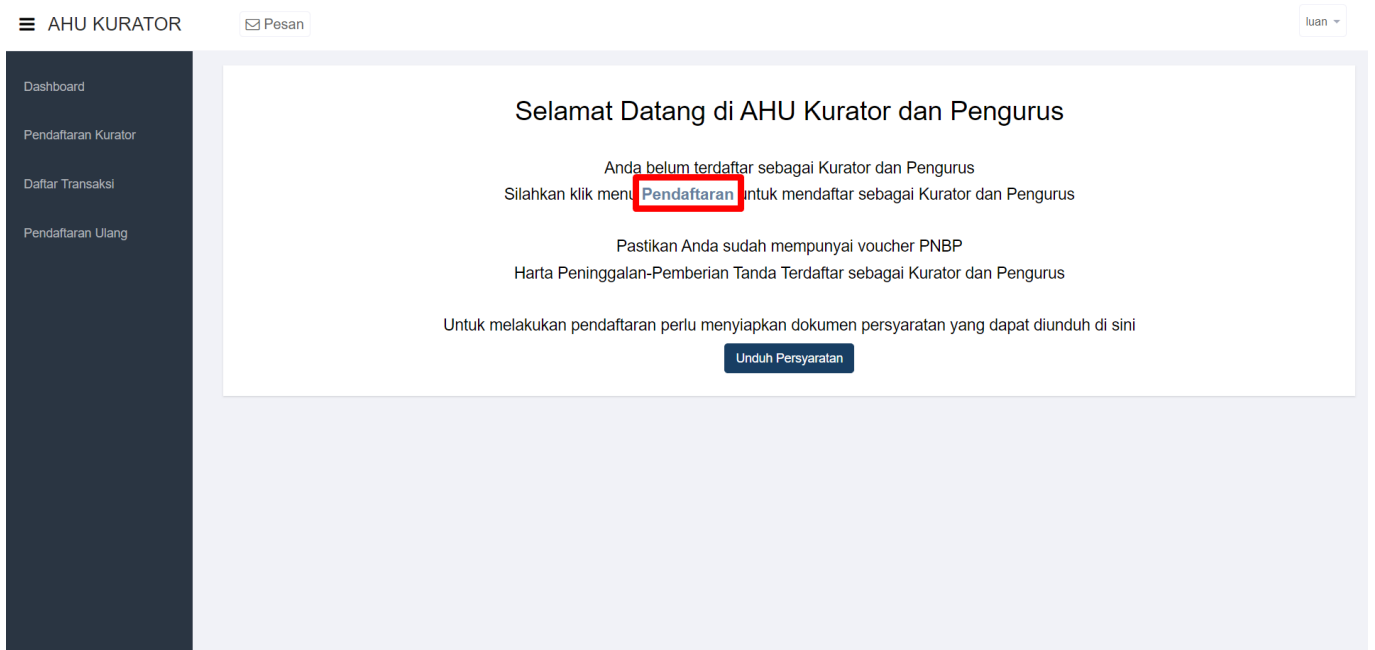 AHU KURATOR
Pesan
luan
Dashboard
Pendaftaran Kurator
Daftar Transaksi
Pendaftaran Ulang
Selamat Datang di AHU Kurator dan Pengurus
Anda belum terdaftar sebagai Kurator dan Pengurus
Silahkan klik menu Pendaftaran untuk mendaftar sebagai Kurator dan Pengurus
Pastikan Anda sudah mempunyai voucher PNBP
Harta Peninggalan-Pemberian Tanda Terdaftar sebagai Kurator dan Pengurus
Untuk melakukan pendaftaran perlu menyiapkan dokumen persyaratan yang dapat diunduh di sini
Unduh Persyaratan